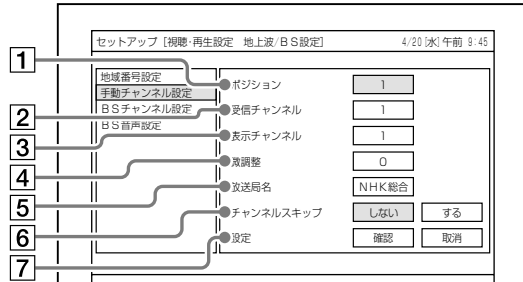 セットアップ [視聴・再生設定 地上波/BS設定] 4/20 [水] 午前 9:45
地域番号設定
手動チャンネル設定
BSチャンネル設定
BS音声設定
1 ポジション 1
2 受信チャンネル 1
3 表示チャンネル 1
4 微調整 0
5 放送局名 NHK総合
6 チャンネルスキップ しない する
7 設定 確認 取消